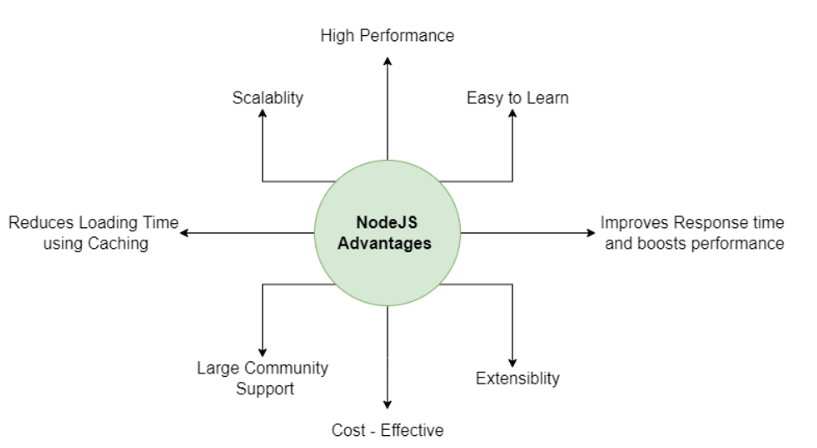 High Performance
Scalablity
Easy to Learn
Reduces Loading Time
using Caching
NodeJS
Advantages
Improves Response time
and boosts performance
Large Community
Support
Extensiblity
Cost - Effective